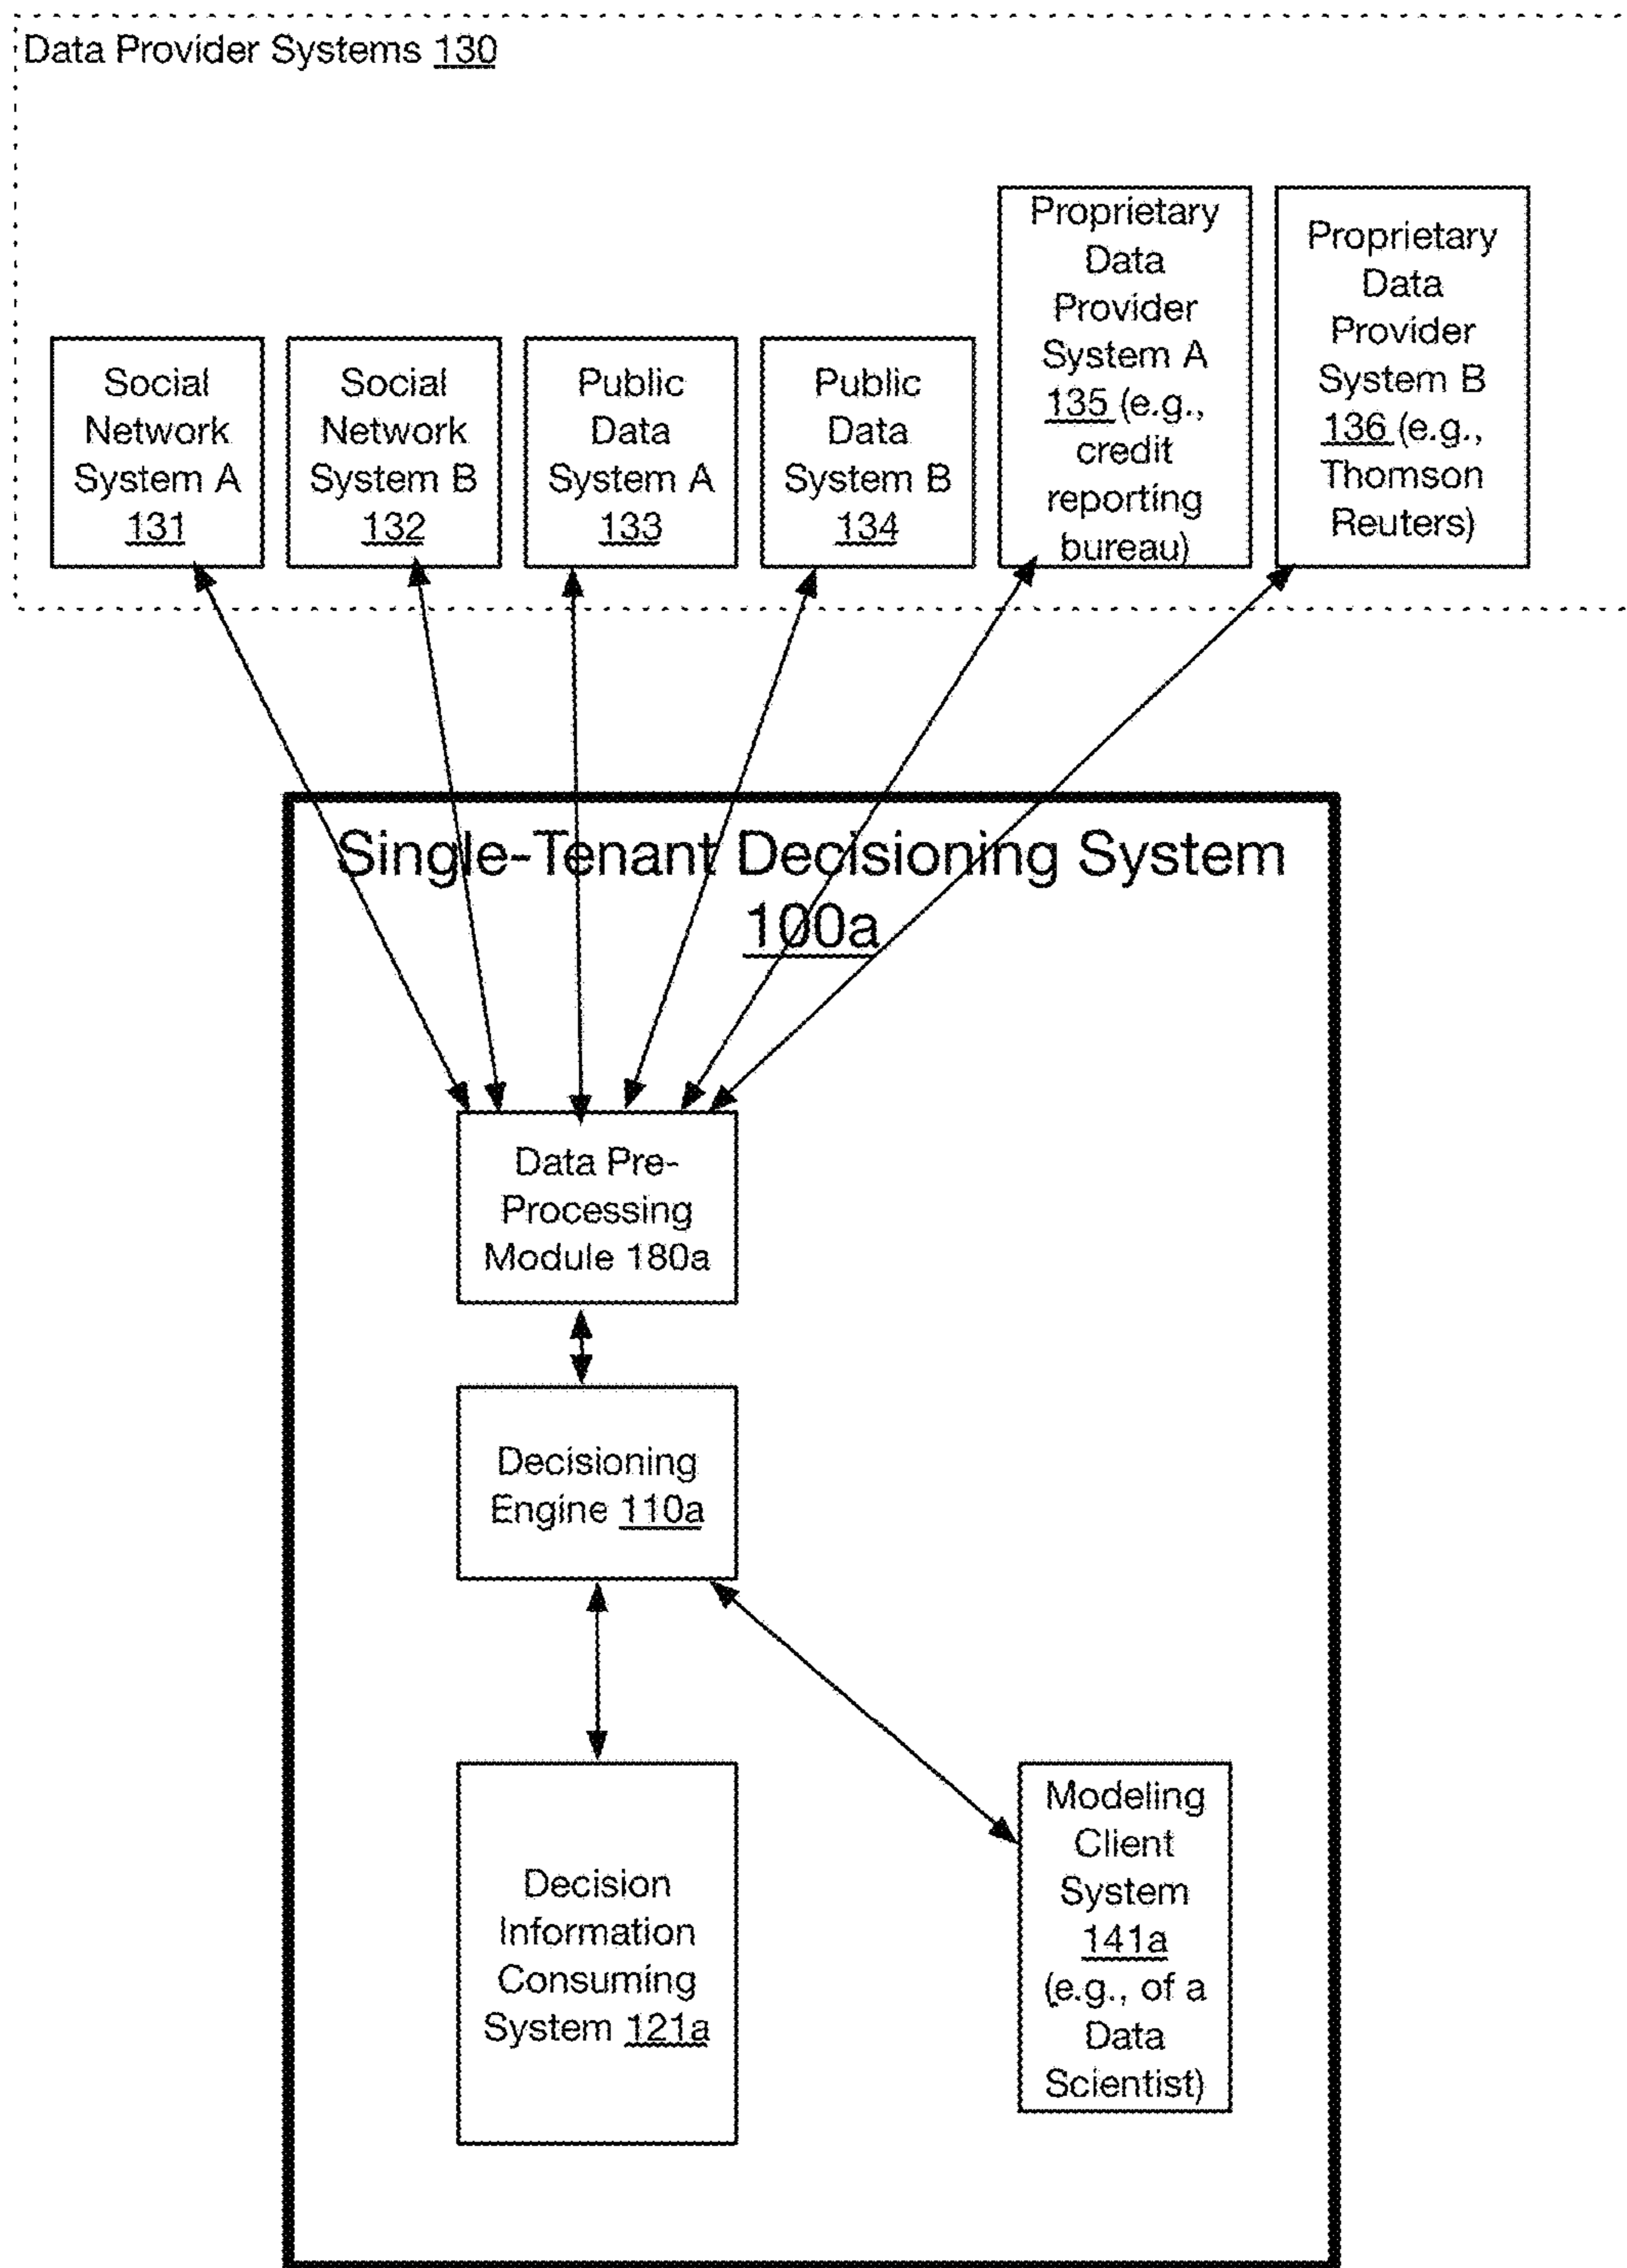 Data Provider Systems 130
Social
Network
System A
131
Social
Network
System B
132
Public
Data
System A
133
Public
Data
System B
134
Proprietary
Data
Provider
System A
135 (e.g.,
credit
reporting
bureau)
Proprietary
Data
Provider
System B
136 (e.g.,
Thomson
Reuters)
Single-Tenant Decisioning System
100a
Data Pre-
Processing
Module 180a
Decisioning
Engine 110a
Decision
Information
Consuming
System 121a
Modeling
Client
System
141a
(e.g., of a
Data
Scientist)